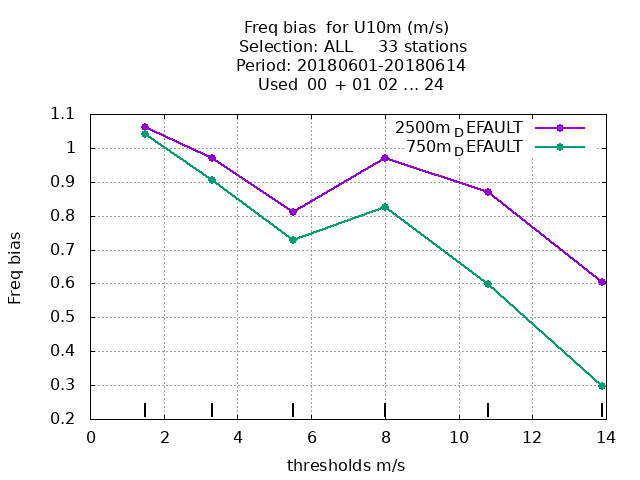 Freq bias  for U10m (m/s)
Selection: ALL     33 stations
Period: 20180601-20180614
Used  00  + 01 02 ... 24
2500m_DEFAULT
750m_DEFAULT
1.1
1
0.9
0.8
0.7
0.6
0.5
0.4
0.3
0.2
Freq bias
0 2 4 6 8 10 12 14
thresholds m/s